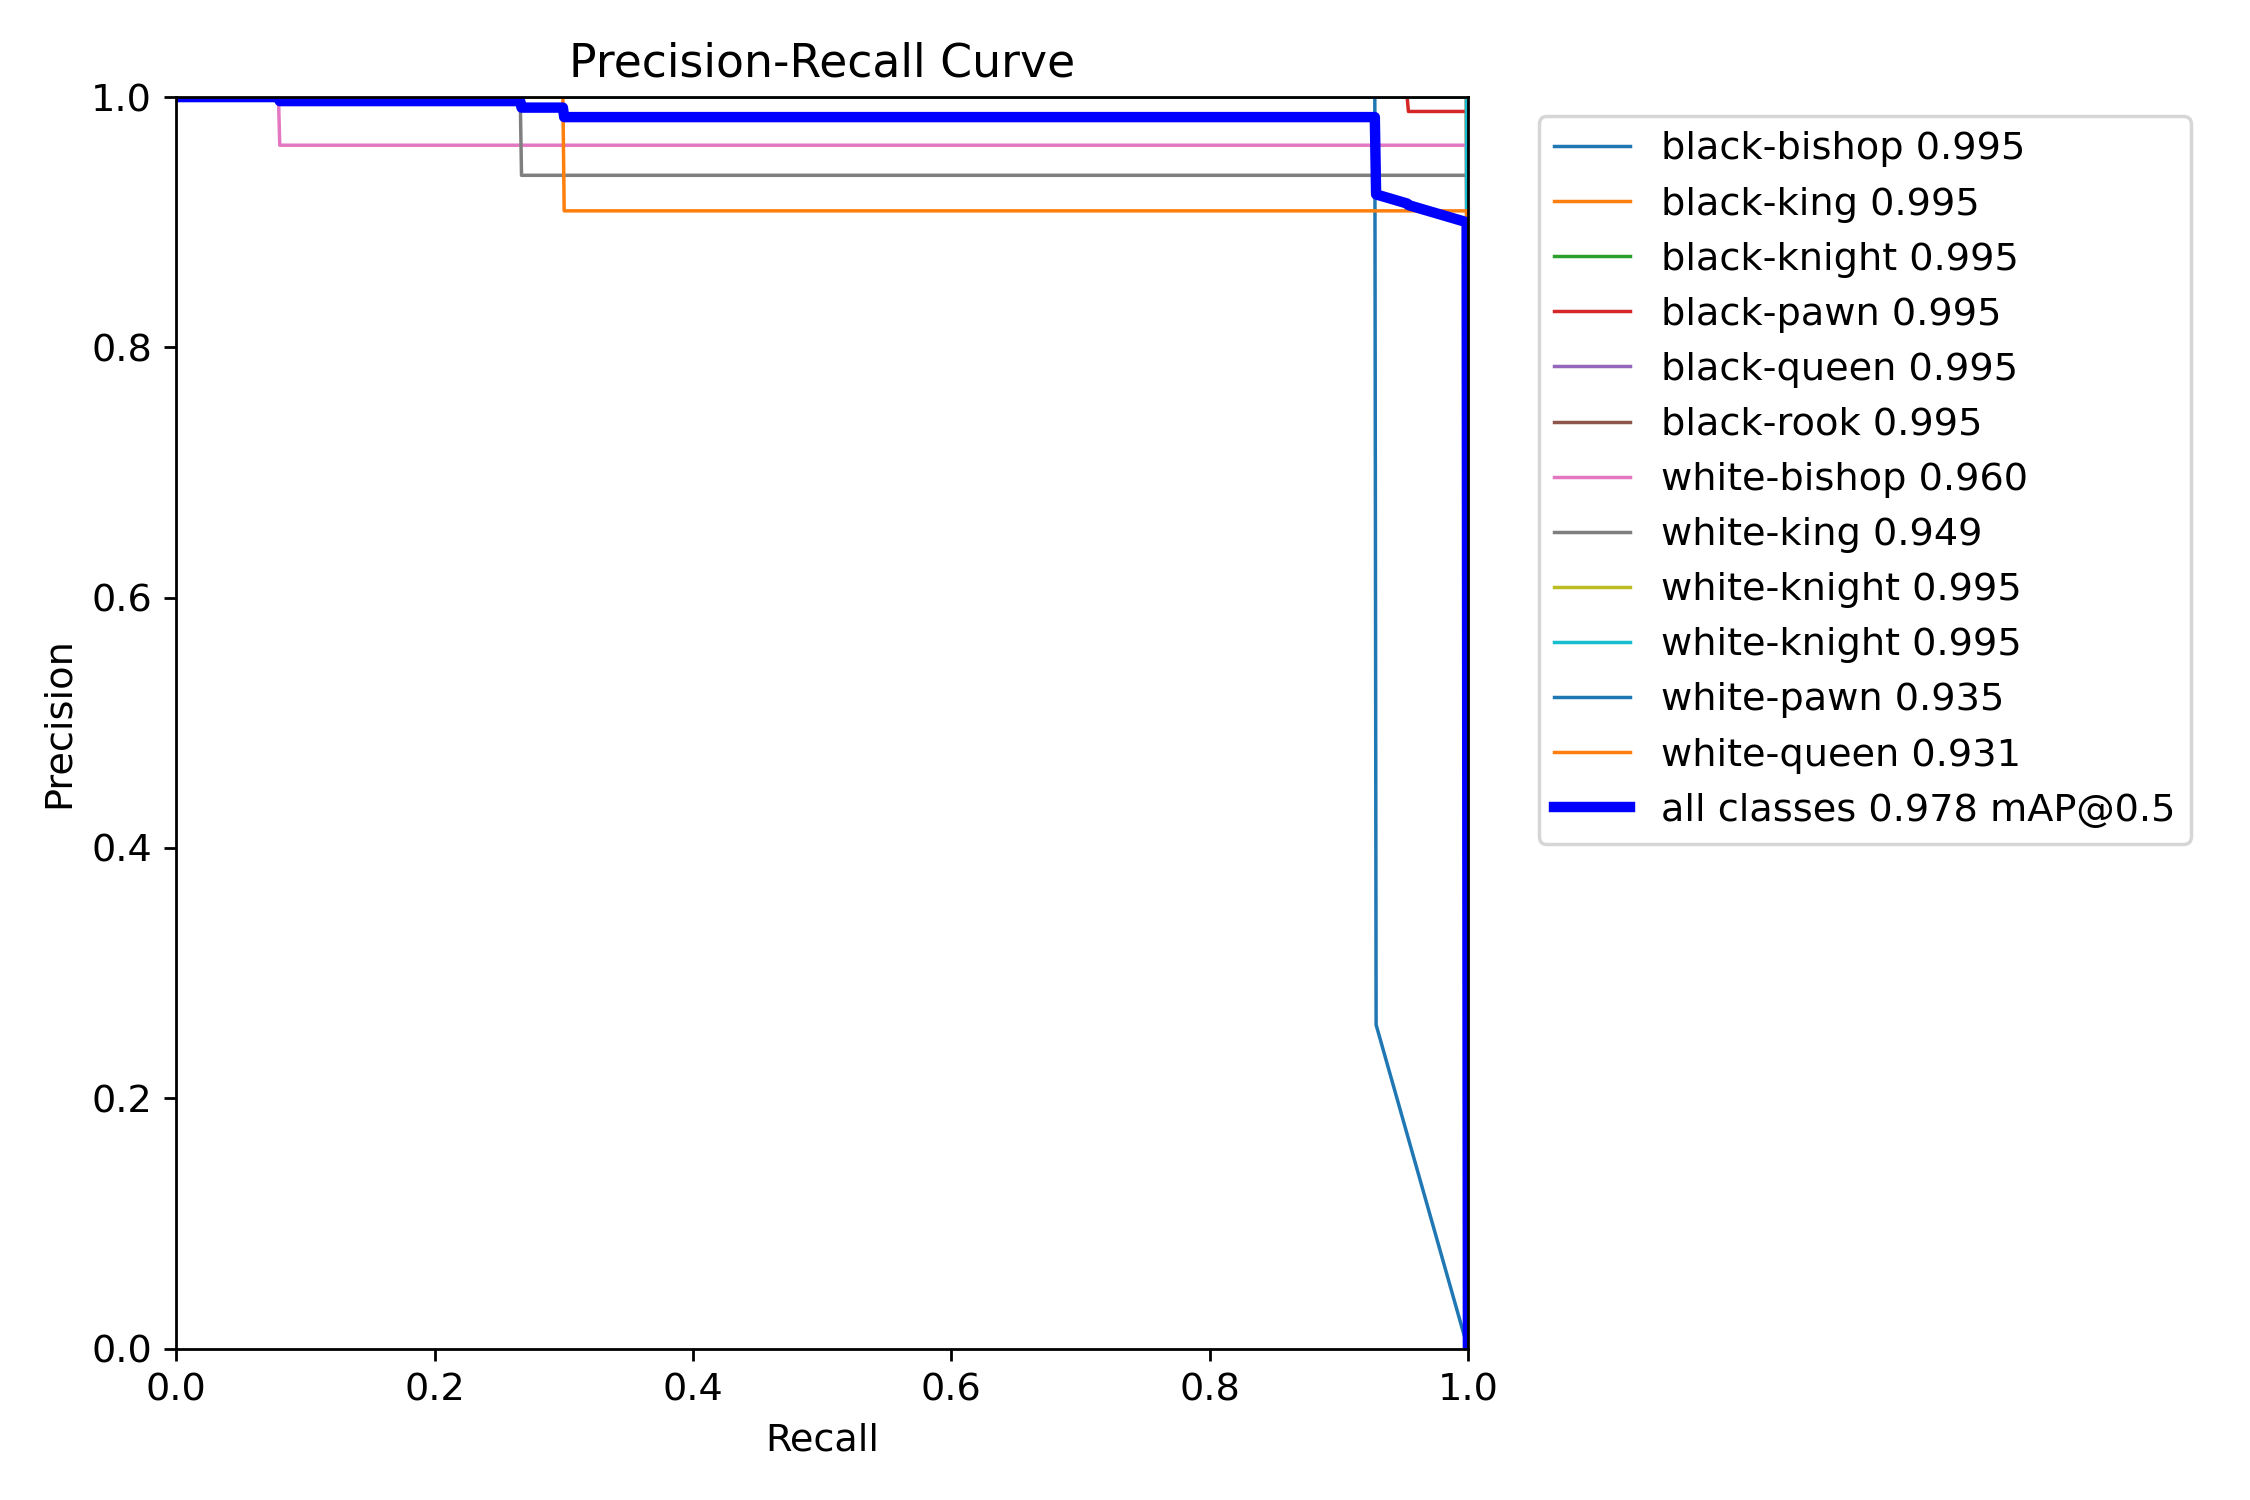 Precision-Recall Curve
1.0
0.8
0.6
0.4
0.2
0.0
Precision
0.0 0.2 0.4 0.6 0.8 1.0
Recall
black-bishop 0.995
black-king 0.995
black-knight 0.995
black-pawn 0.995
black-queen 0.995
black-rook 0.995
white-bishop 0.960
white-king 0.949
white-knight 0.995
white-knight 0.995
white-pawn 0.935
white-queen 0.931
all classes 0.978 mAP@0.5